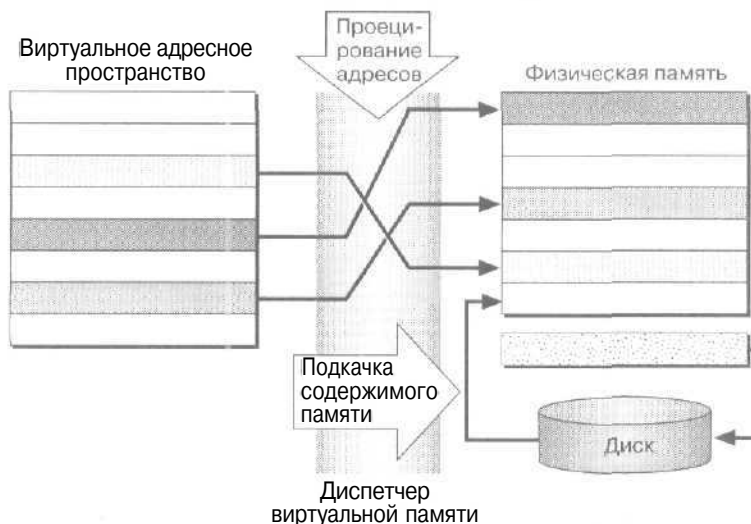 Виртуальное адресное
пространство
Проеци-
рование
адресов
Физическая память
Подкачка
содержимого
памяти
Диск
Диспетчер
виртуальной памяти